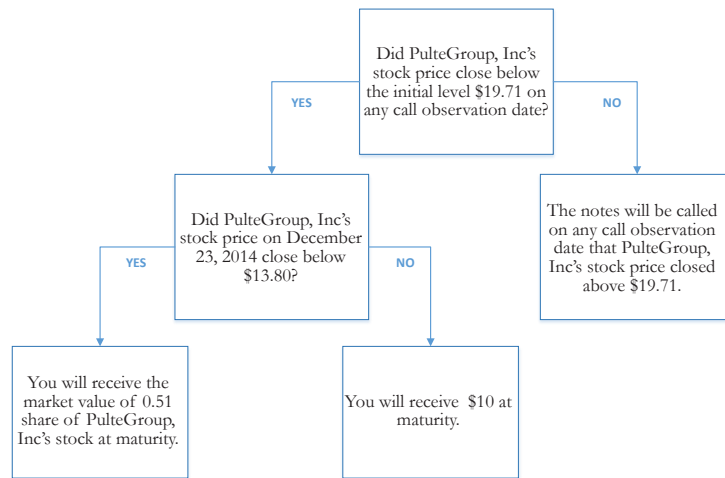 Did PulteGroup, Inc's
stock price close below
the initial level $19.71 on
any call observation date?
YES
NO
Did PulteGroup, Inc's
stock price on December
23, 2014 close below
$13.80?
The notes will be called
on any call observation
date that PulteGroup,
Inc's stock price closed
above $19.71.
YES
NO
You will receive the
market value of 0.51
share of PulteGroup,
Inc's stock at maturity.
You will receive $10 at
maturity.